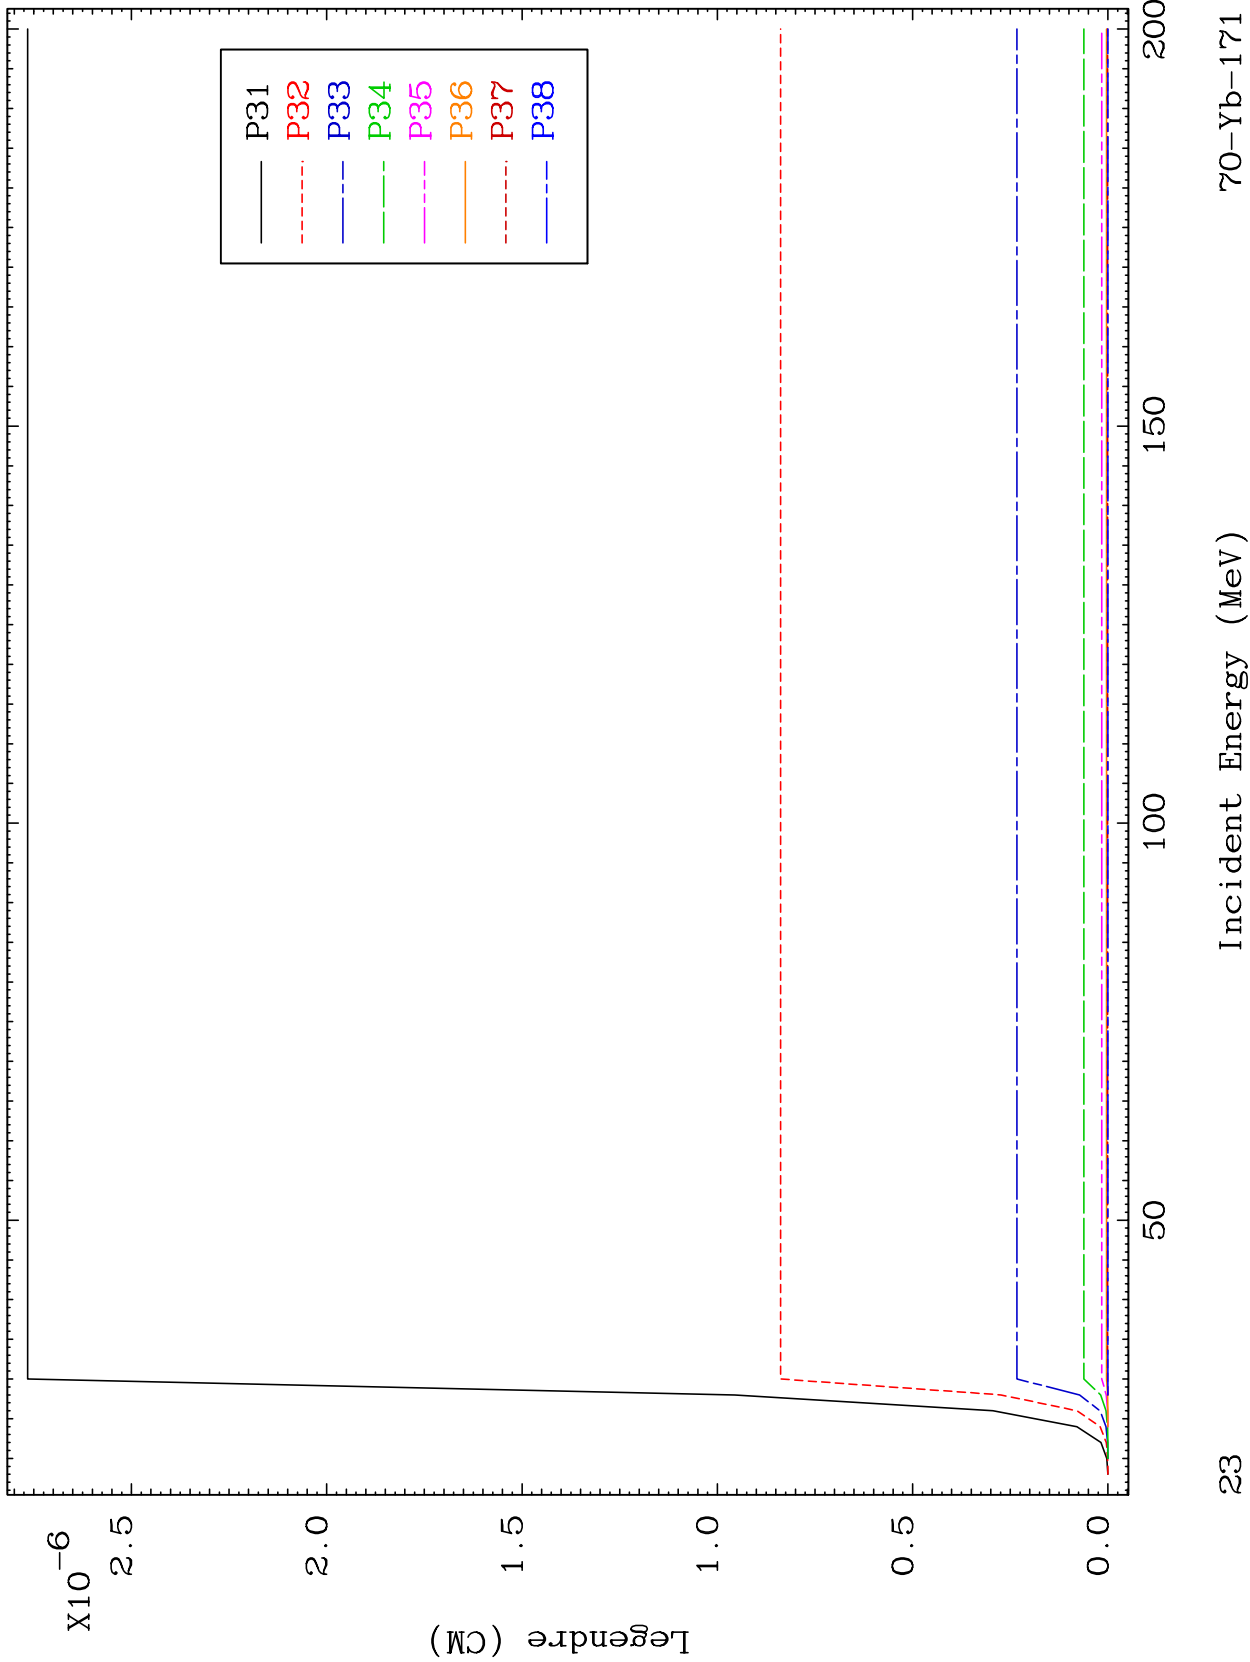 X10-6
2.5
2.0
1.5
1.0
0.5
0.0
Legendre (CM)
P31
P32
P33
P34
P35
P36
P37
P38
50
100
150
200
23
Incident Energy (MeV)
70-Yb-171